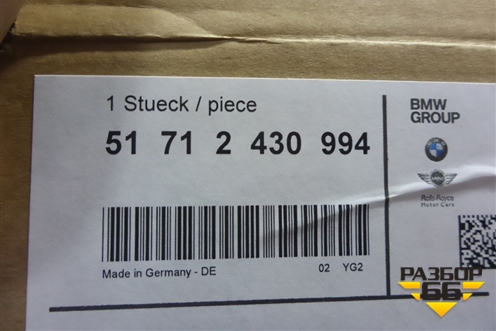 1 Stueck / piece
51 71 2 430 994
Made in Germany - DE
02 YG2
BMW
GROUP
Rolls-Royce
Motor Cars
РАЗБОР
66